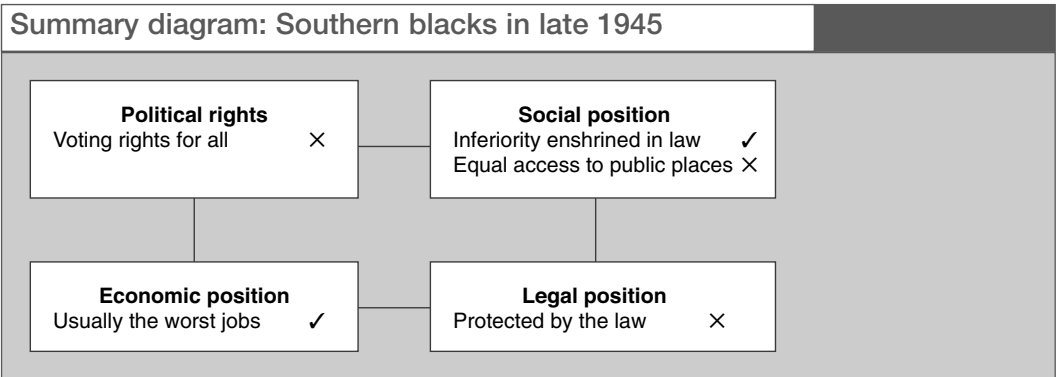 Summary diagram: Southern blacks in late 1945
Political rights
Voting rights for all ✕
Social position
Inferiority enshrined in law ✓
Equal access to public places ✕
Economic position
Usually the worst jobs ✓
Legal position
Protected by the law ✕